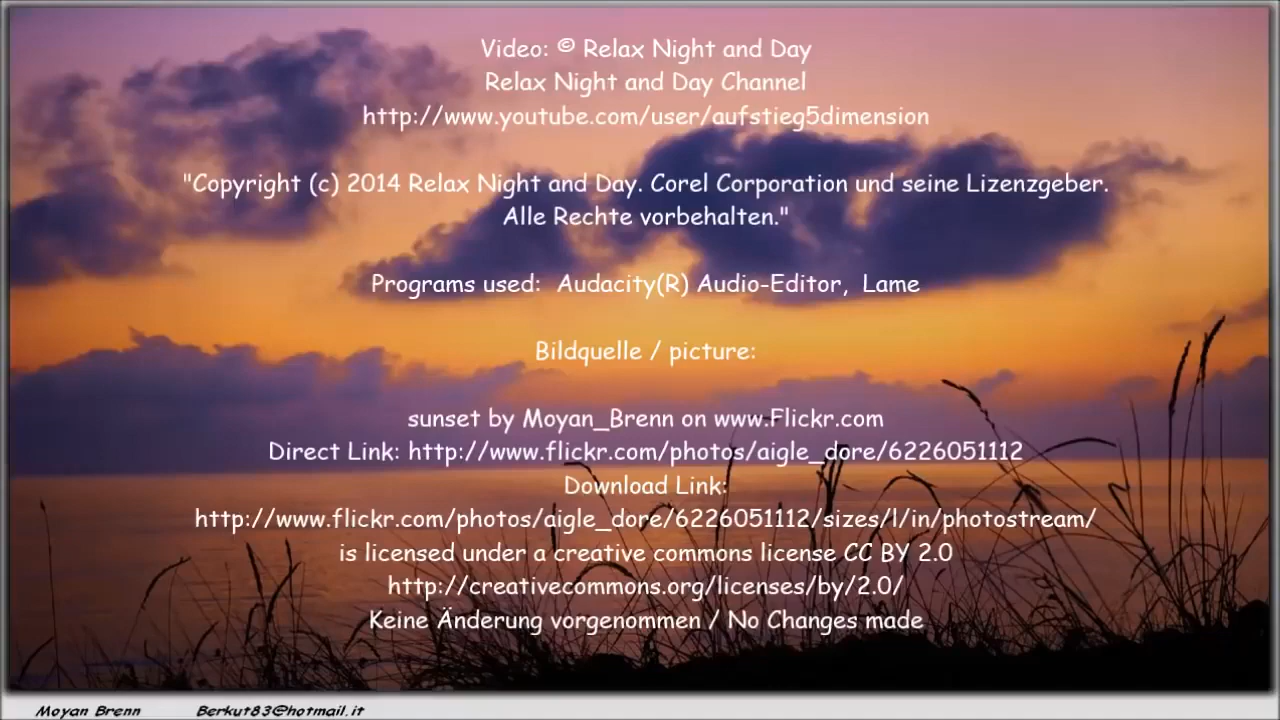 Video: © Relax Night and Day
Relax Night and Day Channel
http://www.youtube.com/user/aufstieg5dimension
"Copyright (c) 2014 Relax Night and Day. Corel Corporation und seine Lizenzgeber.
Alle Rechte vorbehalten."
Programs used:  Audacity(R) Audio-Editor,  Lame
Bildquelle / picture:
sunset by Moyan_Brenn on www.Flickr.com
Direct Link: http://www.flickr.com/photos/aigle_dore/6226051112
Download Link:
http://www.flickr.com/photos/aigle_dore/6226051112/sizes/l/in/photostream/
is licensed under a creative commons license CC BY 2.0
http://creativecommons.org/licenses/by/2.0/
Keine Änderung vorgenommen / No Changes made
Moyan Brenn Berkut83@hotmail.it